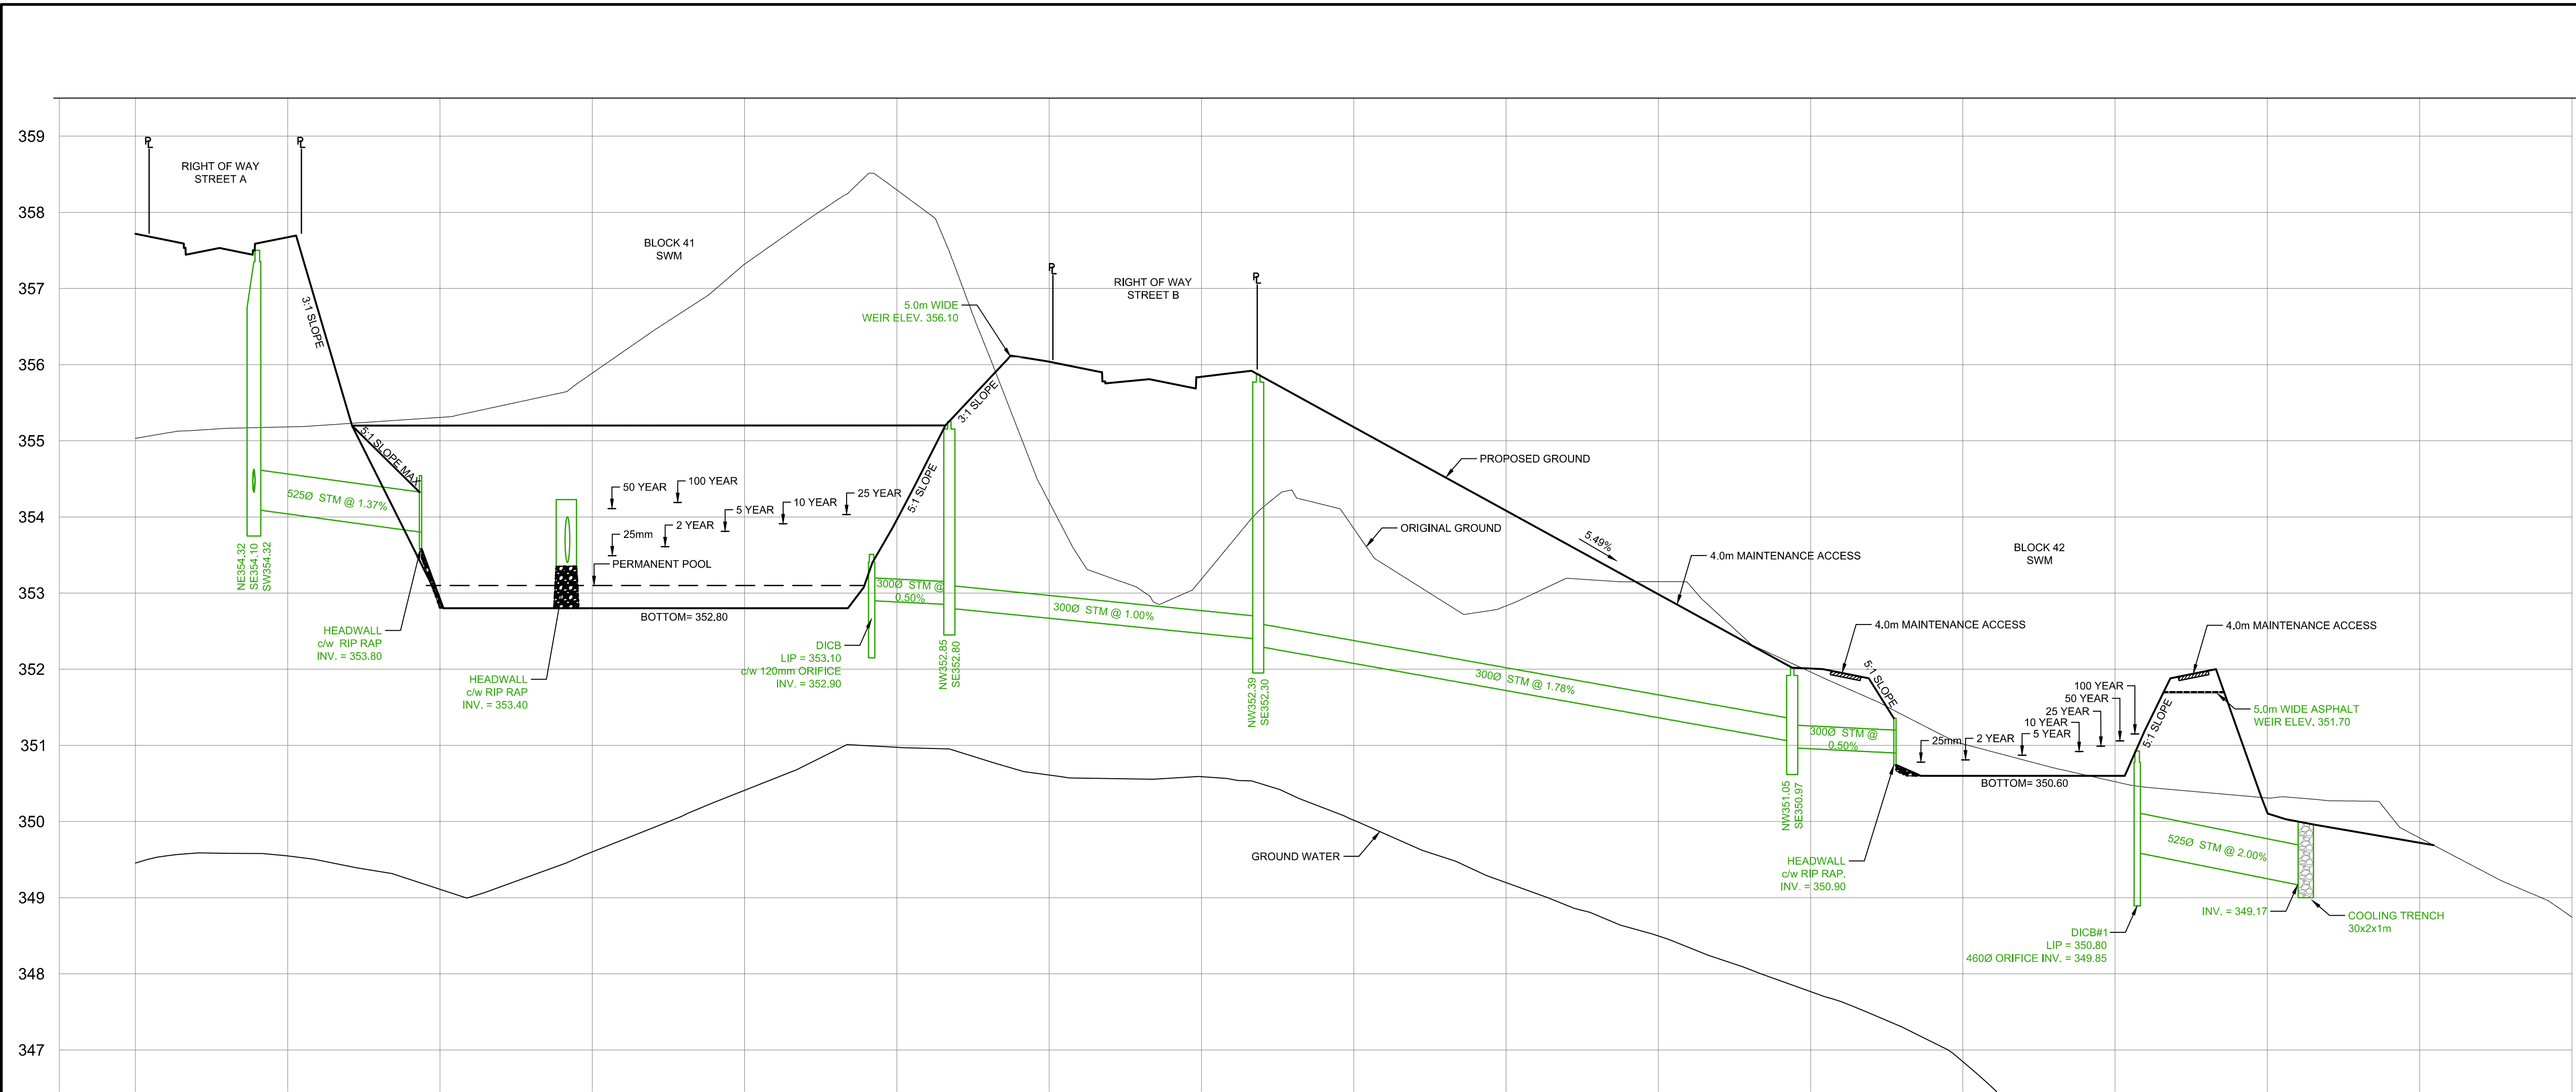 359
358
357
356
355
354
353
352
351
350
349
348
347
RIGHT OF WAY
STREET A
3:1 SLOPE
5:1 SLOPE MAX
525Ø STM @ 1.37%
NE354.32
SE354.10
SW354.32
HEADWALL
c/w RIP RAP
INV. = 353.80
HEADWALL
c/w RIP RAP
INV. = 353.40
BLOCK 41
SWM
50 YEAR
100 YEAR
25mm
2 YEAR
5 YEAR
10 YEAR
25 YEAR
PERMANENT POOL
BOTTOM= 352.80
5:1 SLOPE
3:1 SLOPE
5.0m WIDE
WEIR ELEV. 356.10
DICB
LIP = 353.10
c/w 120mm ORIFICE
INV. = 352.90
300Ø STM @
0.50%
NW352.85
SE352.80
RIGHT OF WAY
STREET B
300Ø STM @ 1.00%
NW352.39
SE352.30
PROPOSED GROUND
ORIGINAL GROUND
GROUND WATER
5.49%
4.0m MAINTENANCE ACCESS
300Ø STM @ 1.78%
4.0m MAINTENANCE ACCESS
5:1 SLOPE
300Ø STM @
0.50%
NW351.05
SE350.97
HEADWALL
c/w RIP RAP.
INV. = 350.90
BLOCK 42
SWM
25mm
2 YEAR
5 YEAR
10 YEAR
25 YEAR
50 YEAR
100 YEAR
BOTTOM= 350.60
5:1 SLOPE
4.0m MAINTENANCE ACCESS
5.0m WIDE ASPHALT
WEIR ELEV. 351.70
525Ø STM @ 2.00%
DICB#1
LIP = 350.80
460Ø ORIFICE INV. = 349.85
INV. = 349.17
COOLING TRENCH
30x2x1m